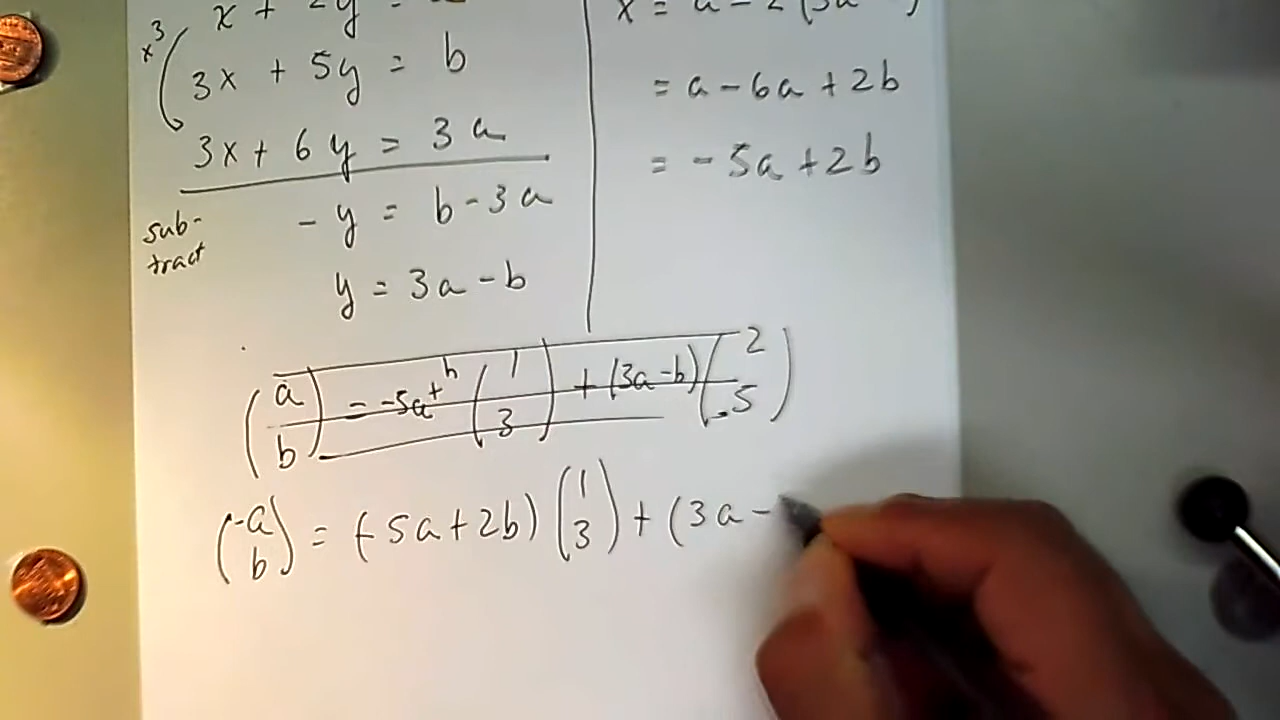 x + 2y =
x3
3x + 5y = b
3x + 6y = 3a
sub-
tract
- y = b - 3a
y = 3a - b
= a - 6a + 2b
= - 5a + 2b
(a b) = -5a + b (1 3) + (3a - b) (2 5)
(-a b) = (-5a + 2b) (1 3) + (3a -